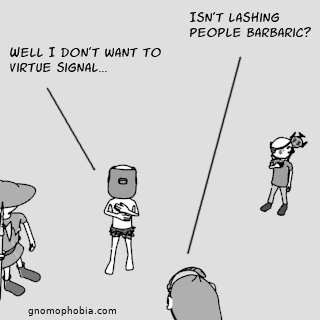 WELL I DON'T WANT TO
VIRTUE SIGNAL...
ISN'T LASHING
PEOPLE BARBARIC?
gnomophobia.com